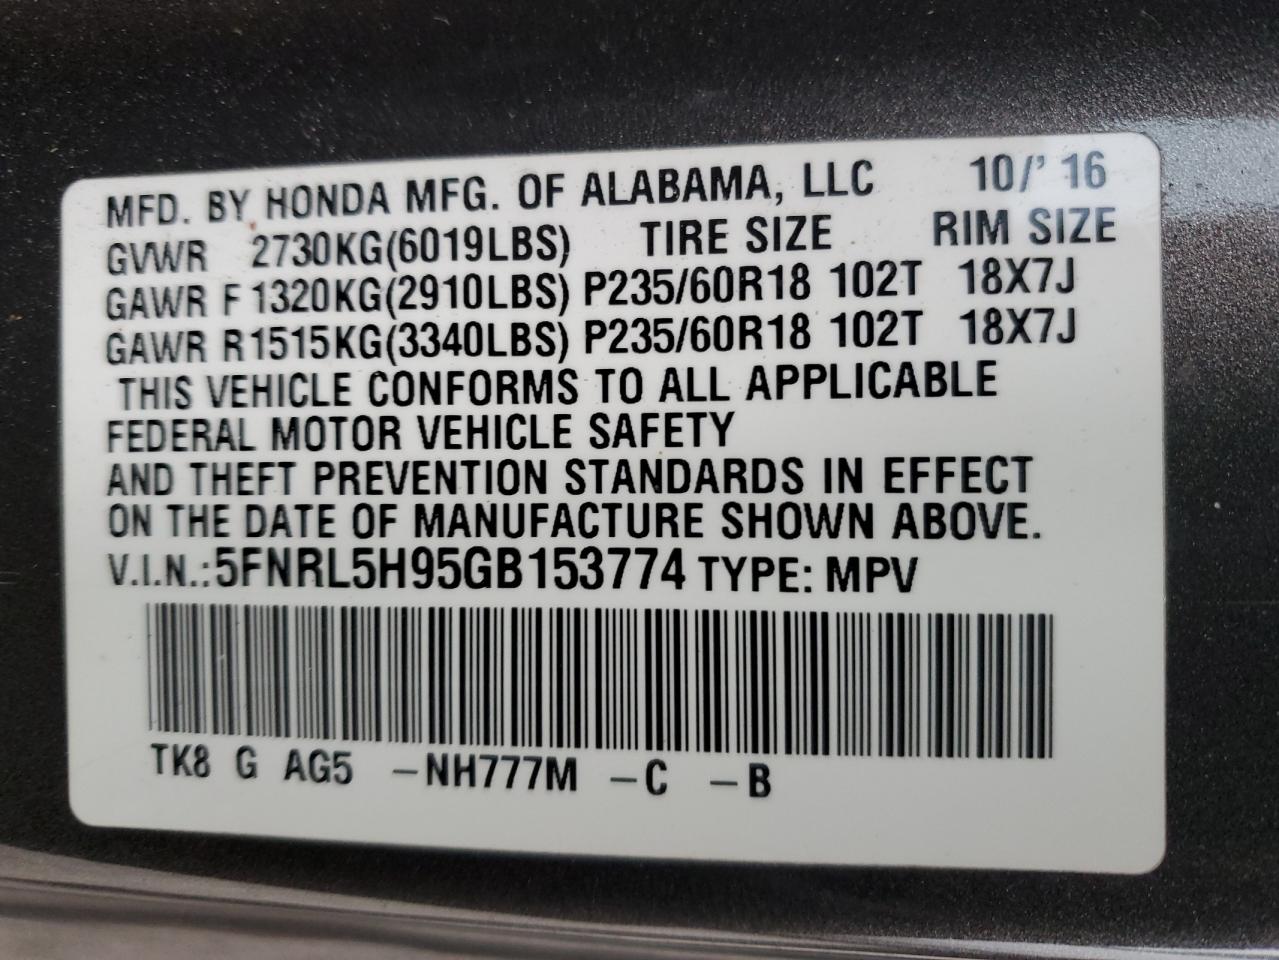 MFD. BY HONDA MFG. OF ALABAMA, LLC 10/' 16
GVWR 2730KG(6019LBS) TIRE SIZE RIM SIZE
GAWR F 1320KG(2910LBS) P235/60R18 102T 18X7J
GAWR R 1515KG(3340LBS) P235/60R18 102T 18X7J
THIS VEHICLE CONFORMS TO ALL APPLICABLE
FEDERAL MOTOR VEHICLE SAFETY
AND THEFT PREVENTION STANDARDS IN EFFECT
ON THE DATE OF MANUFACTURE SHOWN ABOVE.
V.I.N.: 5FNRL5H95GB153774 TYPE: MPV
TK8 G AG5 –NH777M –C –B